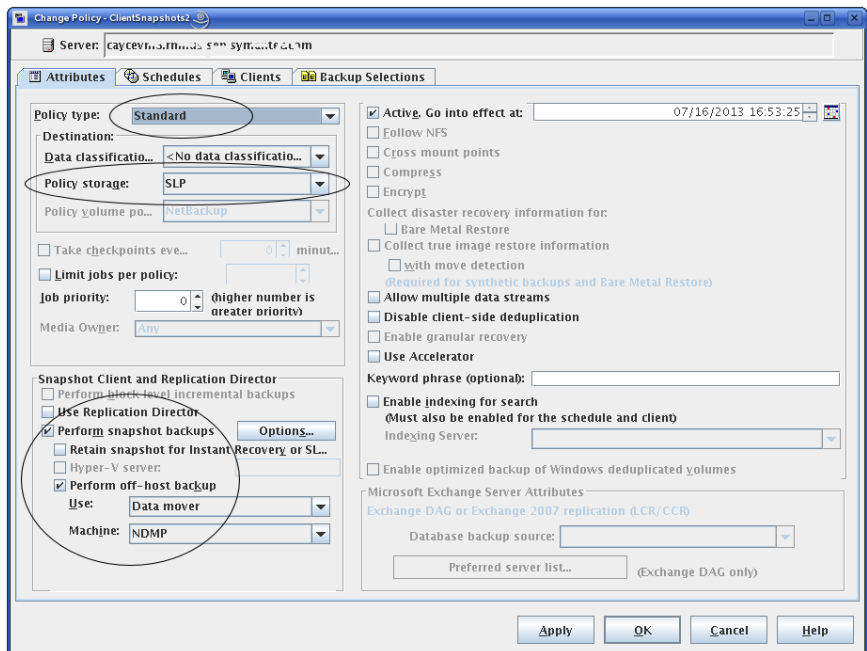 Change Policy - ClientSnapshots2
Server:
Attributes
Schedules
Clients
Backup Selections
Policy type: Standard
Destination:
Data classificatio... <No data classificatio...
Policy storage: SLP
Policy volume po... NetBackup
Take checkpoints eve... 0 minut...
Limit jobs per policy:
Job priority: 0 (higher number is
greater priority)
Media Owner: Any
Snapshot Client and Replication Director
Perform block level incremental backups
Use Replication Director
Perform snapshot backups Options...
Retain snapshot for Instant Recovery or SL...
Hyper-V server:
Perform off-host backup
Use: Data mover
Machine: NDMP
Active. Go into effect at: 07/16/2013 16:53:25
Follow NFS
Cross mount points
Compress
Encrypt
Collect disaster recovery information for:
Bare Metal Restore
Collect true image restore information
with move detection
(Required for synthetic backups and Bare Metal Restore)
Allow multiple data streams
Disable client-side deduplication
Enable granular recovery
Use Accelerator
Keyword phrase (optional):
Enable indexing for search
(Must also be enabled for the schedule and client)
Indexing Server:
Enable optimized backup of Windows deduplicated volumes
Microsoft Exchange Server Attributes
Exchange DAG or Exchange 2007 replication (LCR/CCR)
Database backup source:
Preferred server list... (Exchange DAG only)
Apply
OK
Cancel
Help